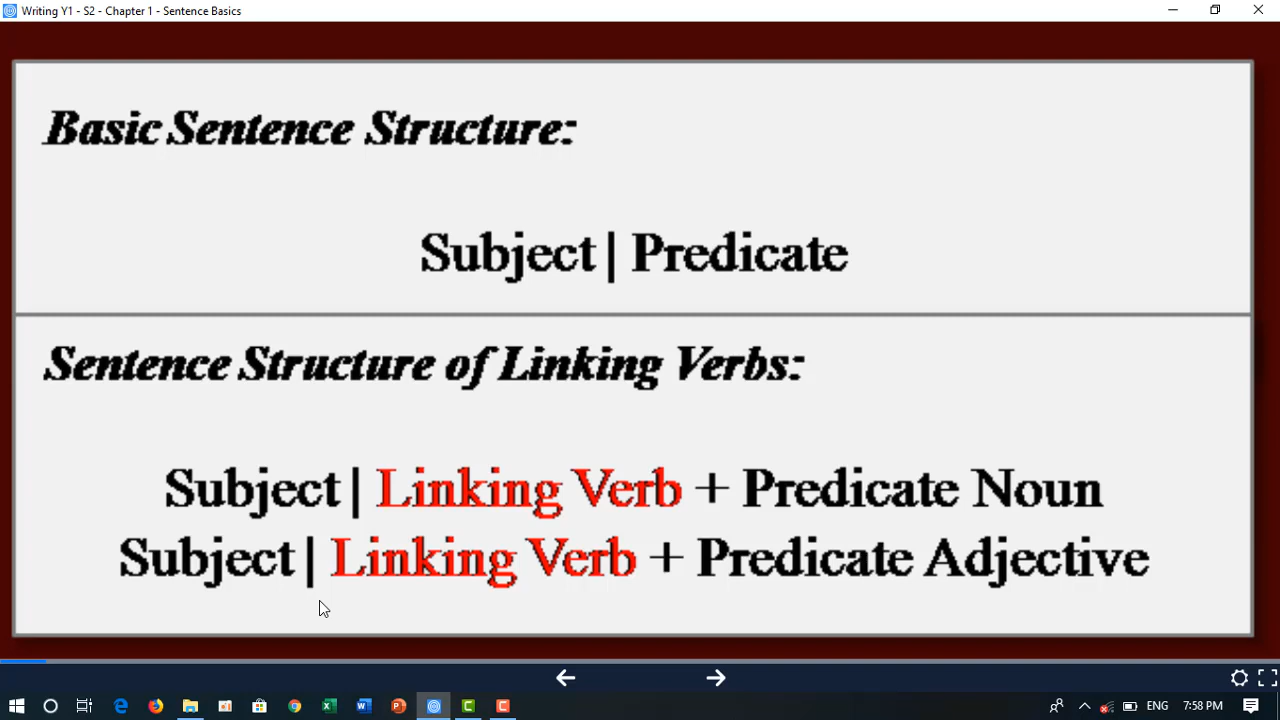 Writing Y1 - S2 - Chapter 1 - Sentence Basics
Basic Sentence Structure:
Subject | Predicate
Sentence Structure of Linking Verbs:
Subject | Linking Verb + Predicate Noun
Subject | Linking Verb + Predicate Adjective
ENG 7:58 PM